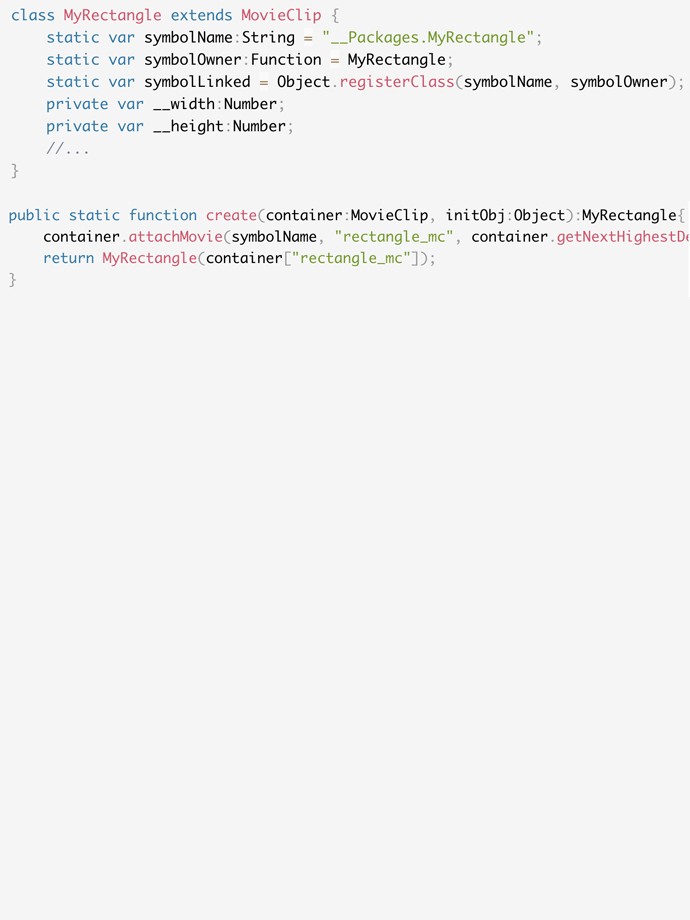 class MyRectangle extends MovieClip {
static var symbolName:String = "__Packages.MyRectangle";
static var symbolOwner:Function = MyRectangle;
static var symbolLinked = Object.registerClass(symbolName, symbolOwner);
private var __width:Number;
private var __height:Number;
//...
}
public static function create(container:MovieClip, initObj:Object):MyRectangle{
container.attachMovie(symbolName, "rectangle_mc", container.getNextHighestDe
return MyRectangle(container["rectangle_mc"]);
}